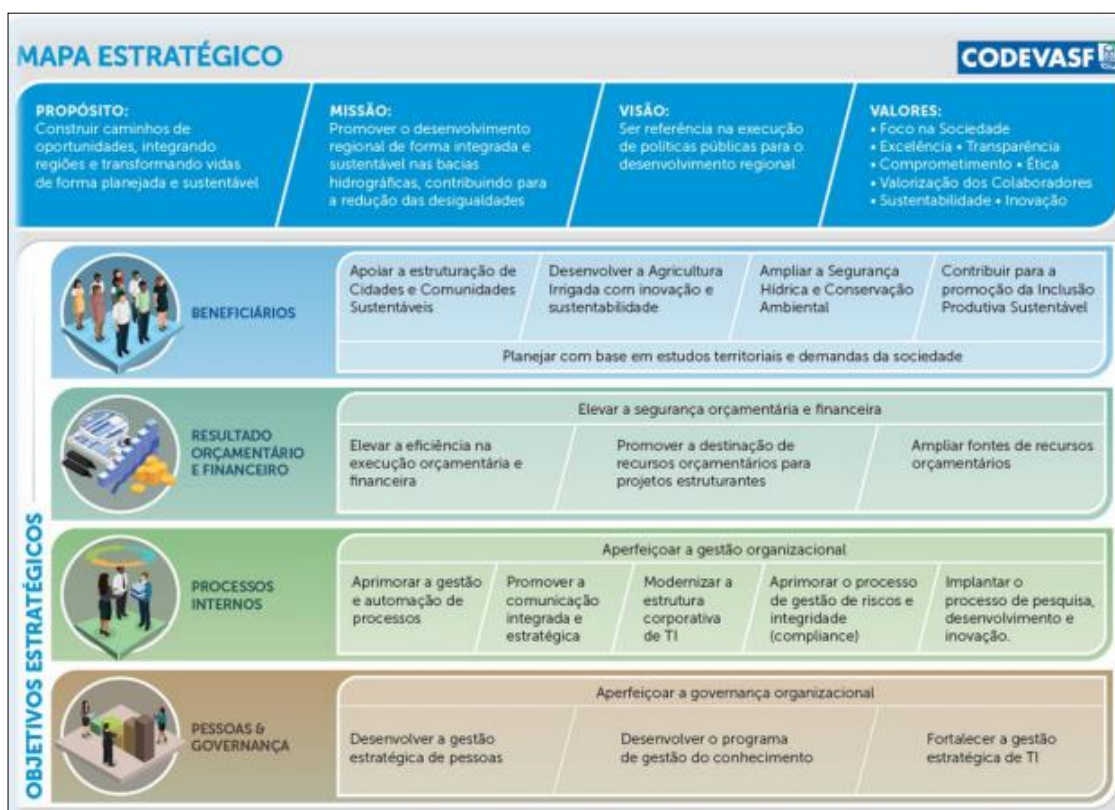 MAPA ESTRATÉGICO
CODEVASF
PROPÓSITO:
Construir caminhos de
oportunidades, integrando
regiões e transformando vidas
de forma planejada e sustentável
MISSÃO:
Promover o desenvolvimento
regional de forma integrada e
sustentável nas bacias
hidrográficas, contribuindo para
a redução das desigualdades
VISÃO:
Ser referência na execução
de políticas públicas para o
desenvolvimento regional
VALORES:
• Foco na Sociedade
• Excelência • Transparência
• Comprometimento • Ética
• Valorização dos Colaboradores
• Sustentabilidade • Inovação
OBJETIVOS ESTRATÉGICOS
BENEFICIÁRIOS
Apoiar a estruturação de
Cidades e Comunidades
Sustentáveis
Desenvolver a Agricultura
Irrigada com inovação e
sustentabilidade
Ampliar a Segurança
Hídrica e Conservação
Ambiental
Contribuir para a
promoção da Inclusão
Produtiva Sustentável
Planejar com base em estudos territoriais e demandas da sociedade
RESULTADO
ORÇAMENTÁRIO
E FINANCEIRO
Elevar a segurança orçamentária e financeira
Elevar a eficiência na
execução orçamentária e
financeira
Promover a destinação de
recursos orçamentários para
projetos estruturantes
Ampliar fontes de recursos
orçamentários
PROCESSOS
INTERNOS
Aperfeiçoar a gestão organizacional
Aprimorar a gestão
e automação de
processos
Promover a
comunicação
integrada e
estratégica
Modernizar a
estrutura
corporativa
de TI
Aprimorar o processo
de gestão de riscos e
integridade
(compliance)
Implantar o
processo de pesquisa,
desenvolvimento e
inovação.
PESSOAS &
GOVERNANÇA
Aperfeiçoar a governança organizacional
Desenvolver a gestão
estratégica de pessoas
Desenvolver o programa
de gestão do conhecimento
Fortalecer a gestão
estratégica de TI